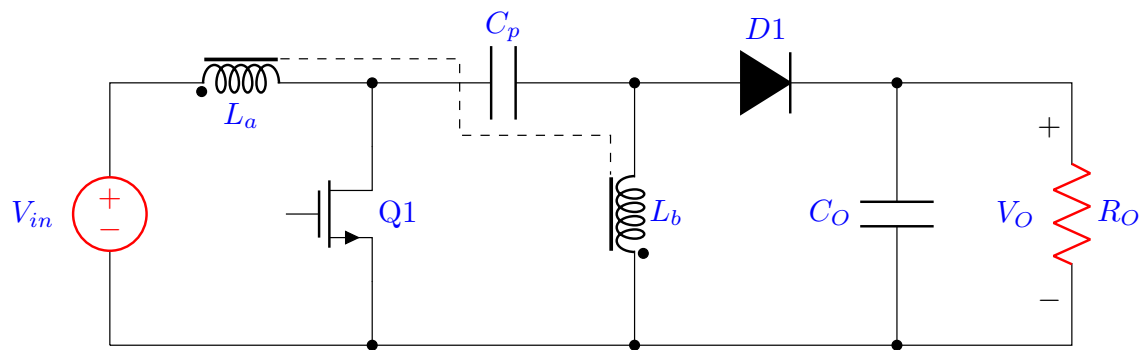 C_p
D1
L_a
+
V_in
+
−
Q1
L_b
C_O
V_O
R_O
−